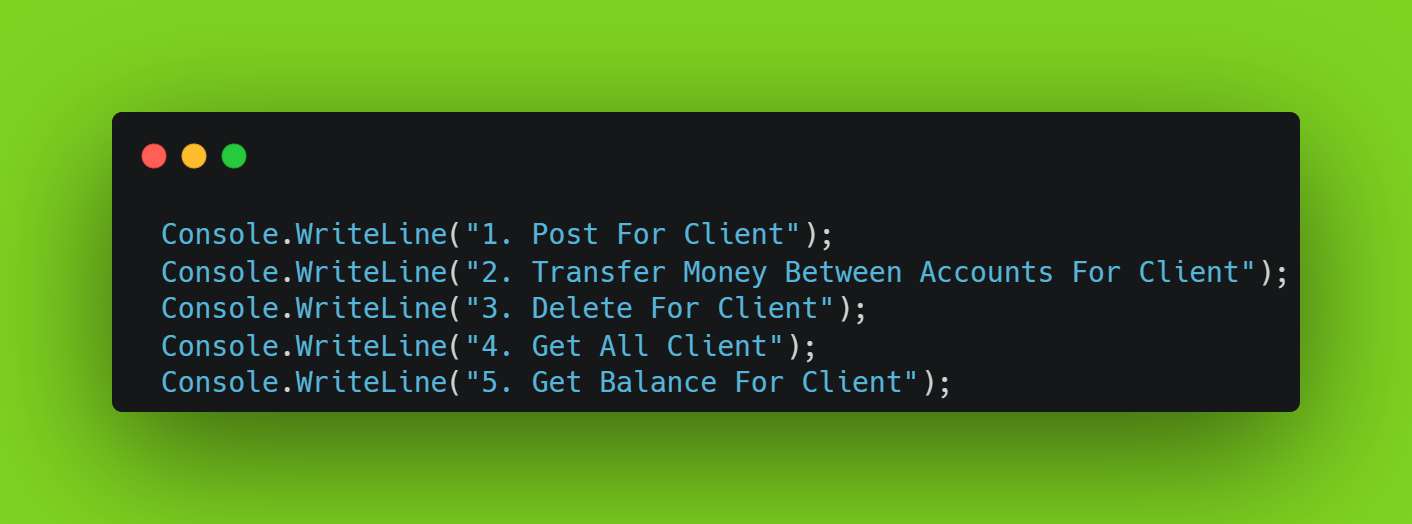 Console.WriteLine("1. Post For Client");
Console.WriteLine("2. Transfer Money Between Accounts For Client");
Console.WriteLine("3. Delete For Client");
Console.WriteLine("4. Get All Client");
Console.WriteLine("5. Get Balance For Client");